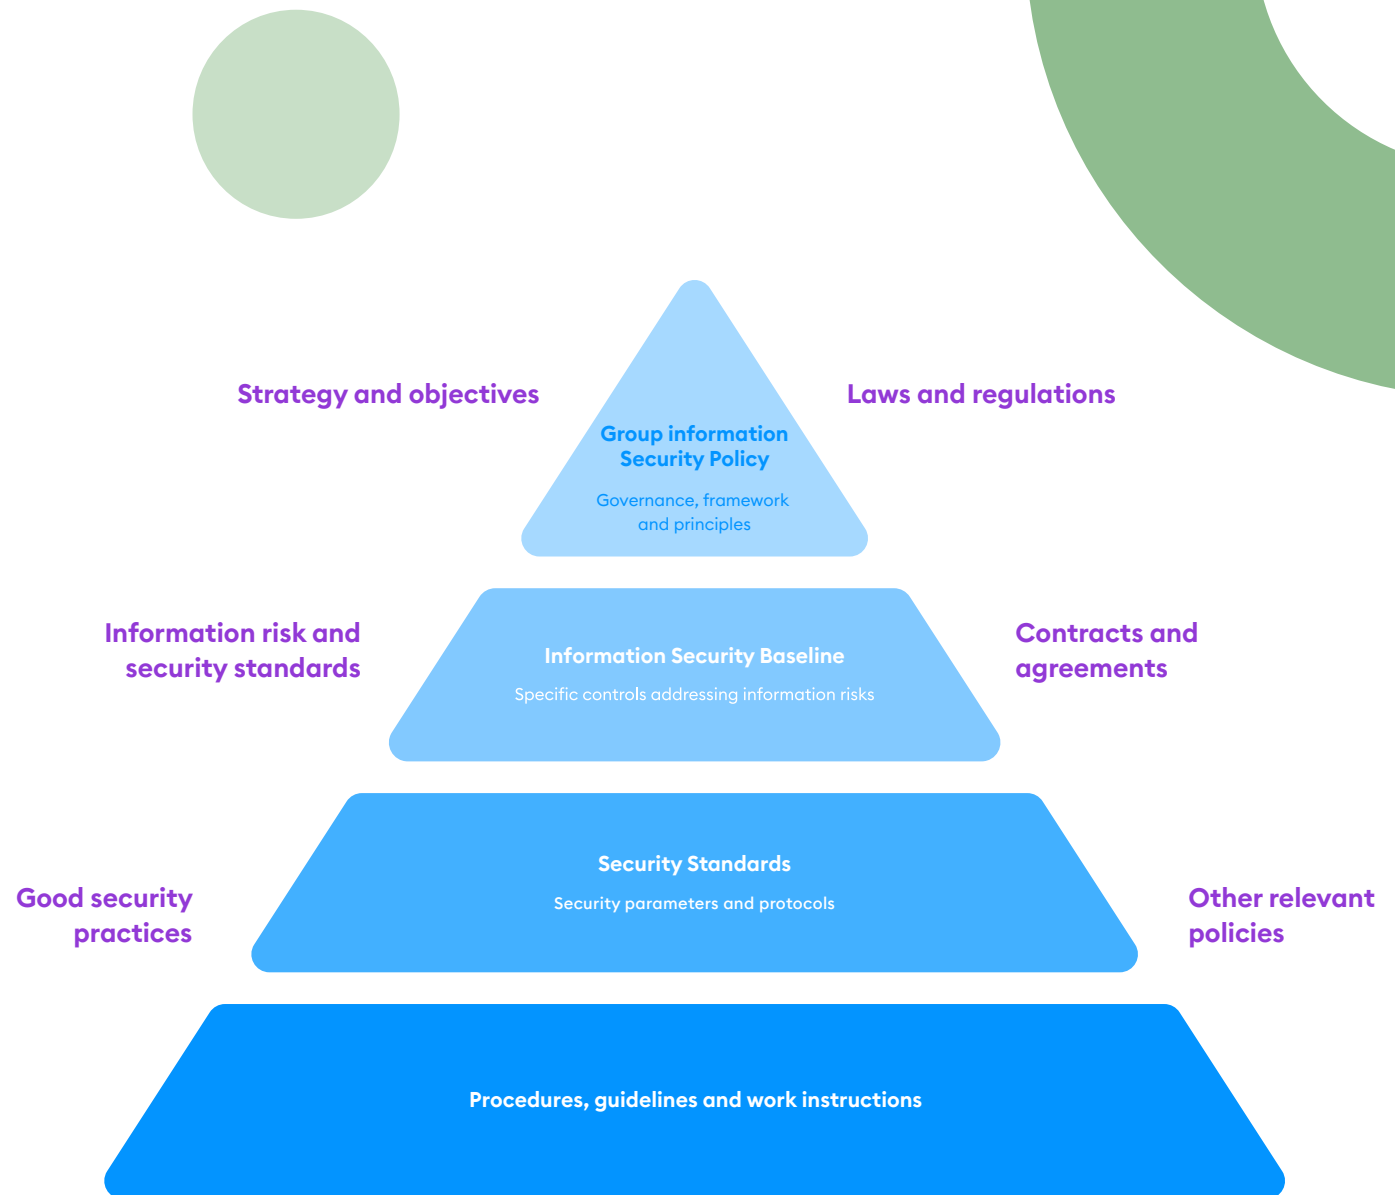 Strategy and objectives
Laws and regulations
Group information
Security Policy
Governance, framework
and principles
Information risk and
security standards
Contracts and
agreements
Information Security Baseline
Specific controls addressing information risks
Security Standards
Security parameters and protocols
Good security
practices
Other relevant
policies
Procedures, guidelines and work instructions